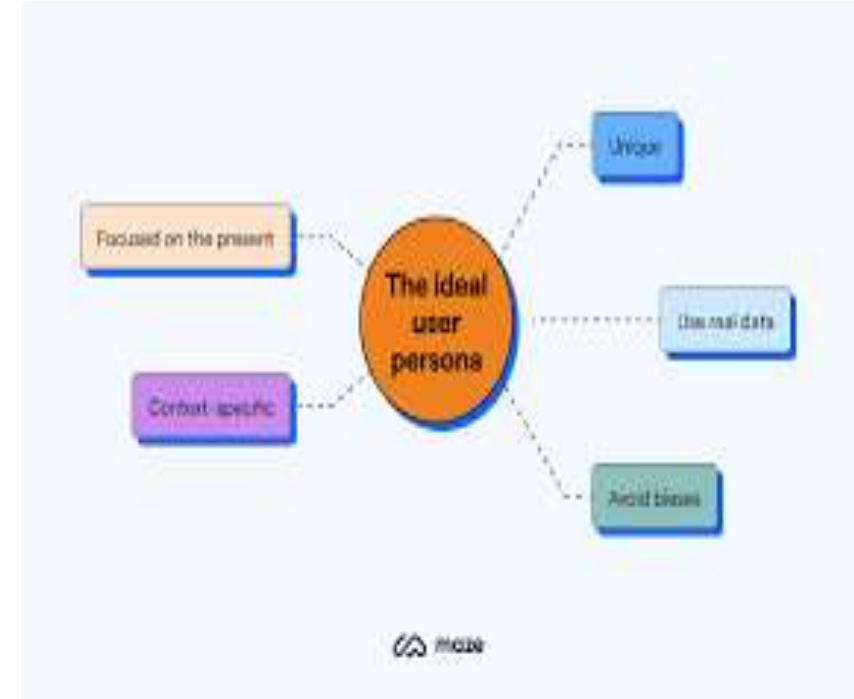 Unique
Focused on the present
The ideal
user
persona
Use real data
Context-specific
Avoid biases
maze